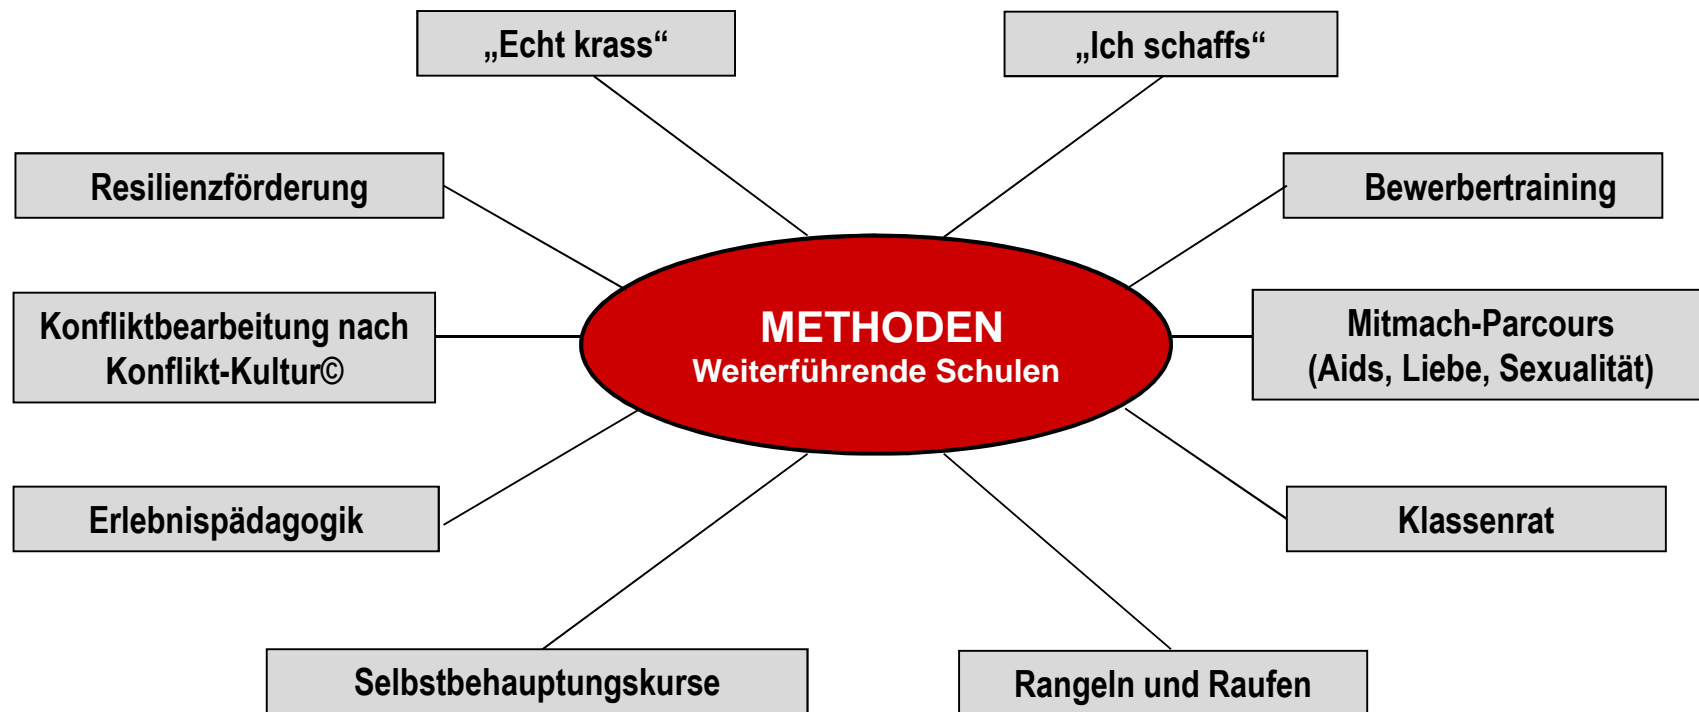 „Echt krass“
„Ich schaffs“
Resilienzförderung
Bewerbertraining
Konfliktbearbeitung nach
Konflikt-Kultur©
METHODEN
Weiterführende Schulen
Mitmach-Parcours
(Aids, Liebe, Sexualität)
Erlebnispädagogik
Klassenrat
Selbstbehauptungskurse
Rangeln und Raufen